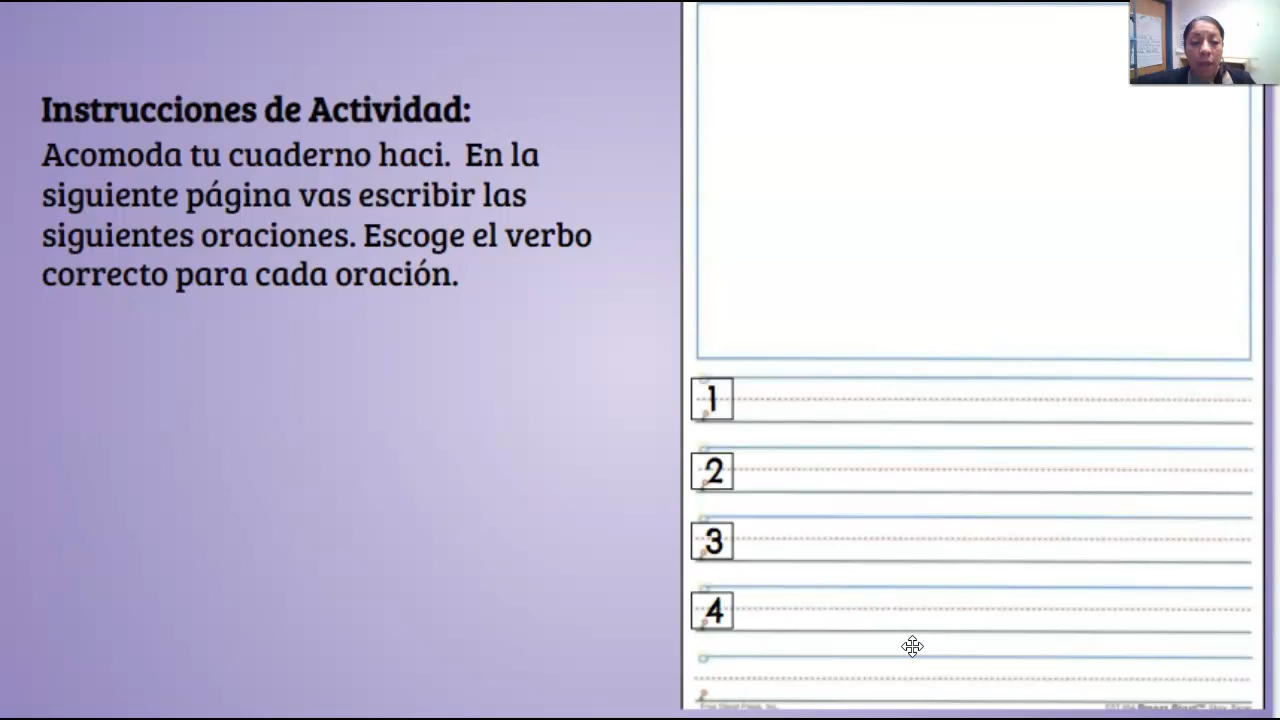 Instrucciones de Actividad:
Acomoda tu cuaderno haci. En la
siguiente página vas escribir las
siguientes oraciones. Escoge el verbo
correcto para cada oración.
1
2
3
4